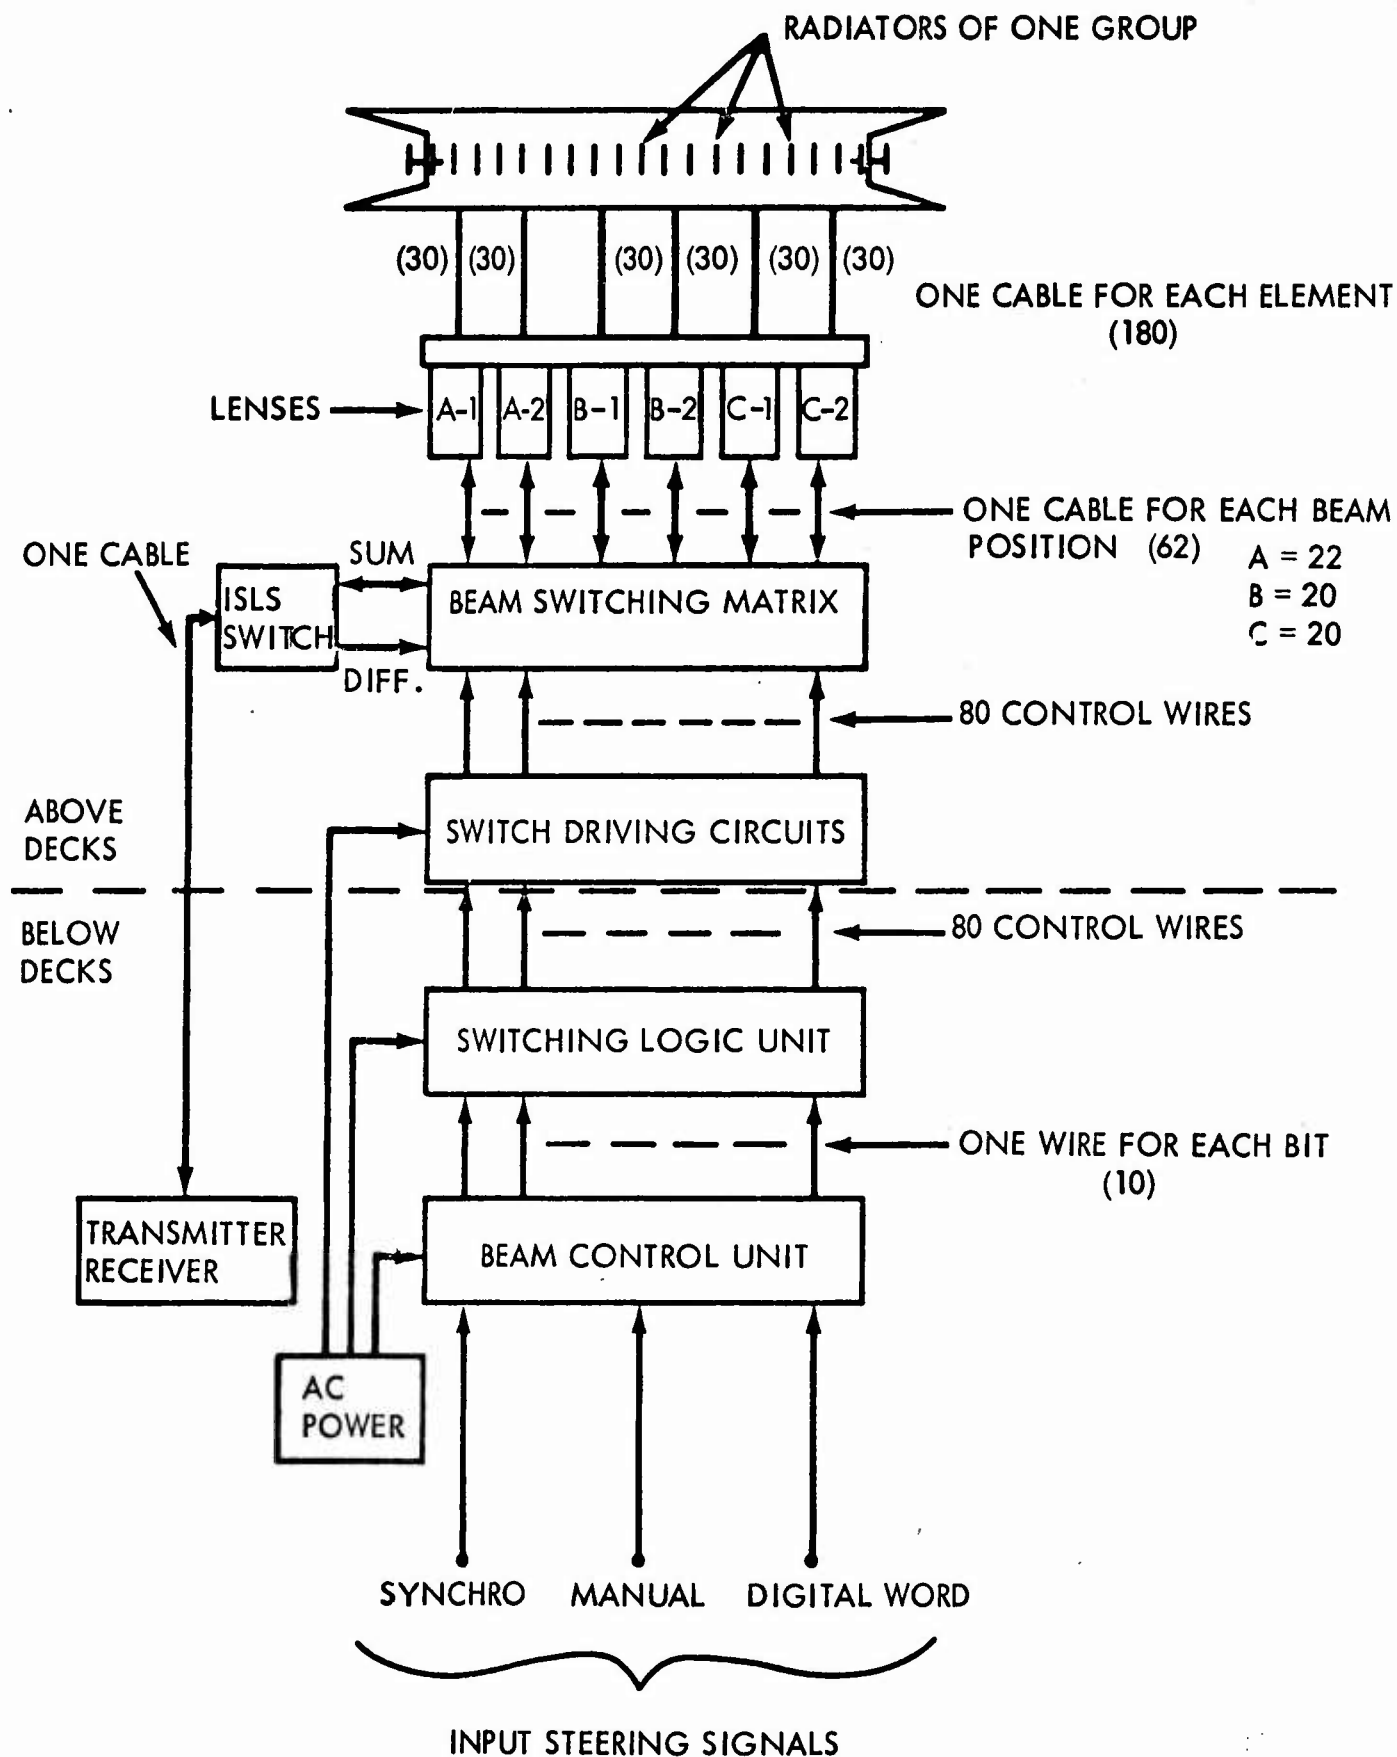 RADIATORS OF ONE GROUP
(30) (30) (30) (30) (30) (30)
ONE CABLE FOR EACH ELEMENT
(180)
LENSES
A-1 A-2 B-1 B-2 C-1 C-2
ONE CABLE FOR EACH BEAM
POSITION (62)
A = 22
B = 20
C = 20
ONE CABLE
SUM
ISLS
SWITCH
DIFF.
BEAM SWITCHING MATRIX
80 CONTROL WIRES
ABOVE
DECKS
SWITCH DRIVING CIRCUITS
BELOW
DECKS
80 CONTROL WIRES
SWITCHING LOGIC UNIT
ONE WIRE FOR EACH BIT
(10)
TRANSMITTER
RECEIVER
BEAM CONTROL UNIT
AC
POWER
SYNCHRO MANUAL DIGITAL WORD
INPUT STEERING SIGNALS